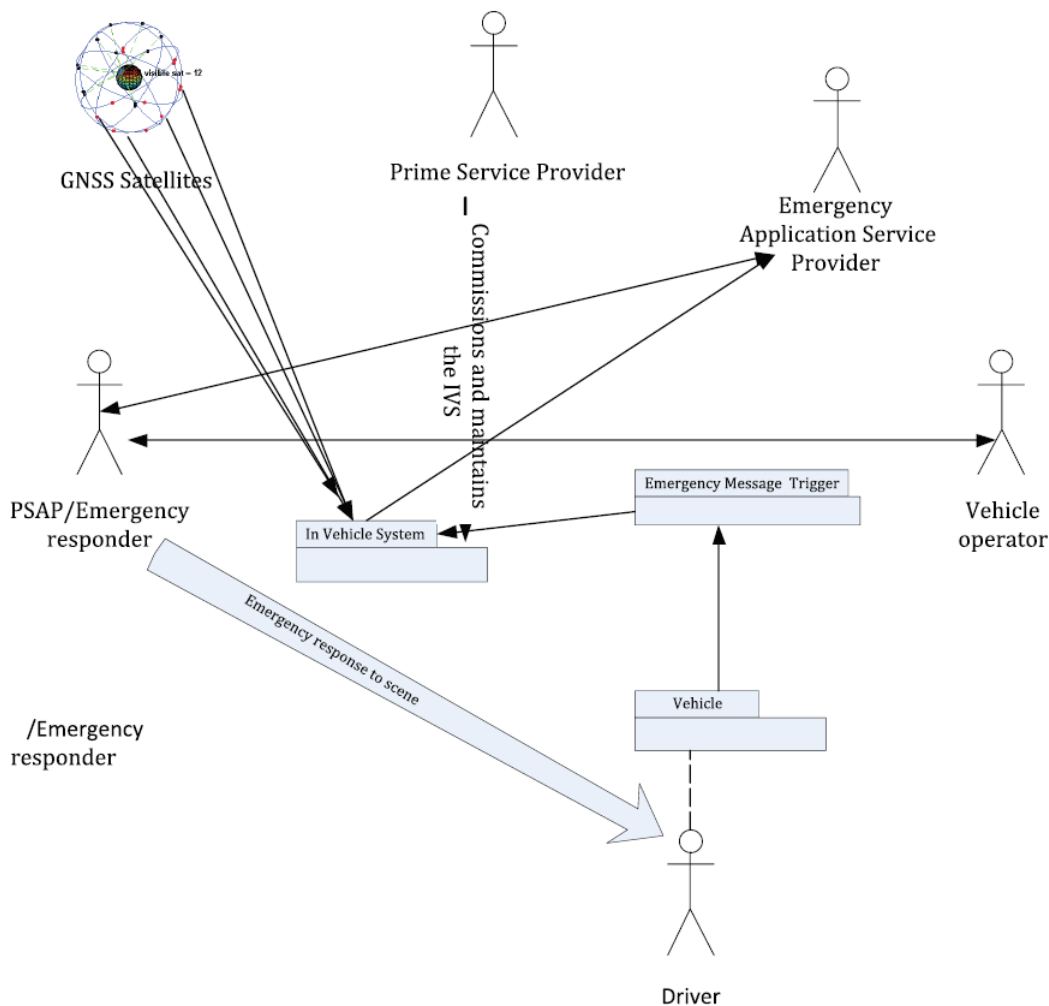 visible sat = 12
GNSS Satellites
Prime Service Provider
Emergency
Application Service
Provider
Commissions and maintains
the IVS
PSAP/Emergency
responder
Vehicle
operator
Emergency Message Trigger
In Vehicle System
Emergency response to scene
Vehicle
/Emergency
responder
Driver